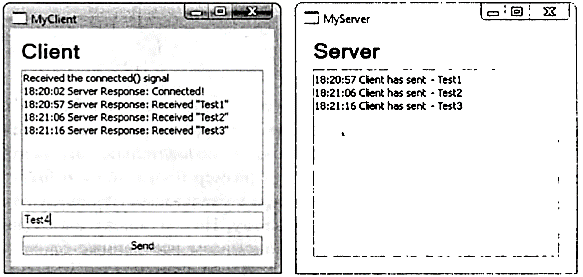 MyClient
Client
Received the connected() signal
18:20:02 Server Response: Connected!
18:20:57 Server Response: Received "Test1"
18:21:06 Server Response: Received "Test2"
18:21:16 Server Response: Received "Test3"
Test4
Send
MyServer
Server
18:20:57 Client has sent - Test1
18:21:06 Client has sent - Test2
18:21:16 Client has sent - Test3